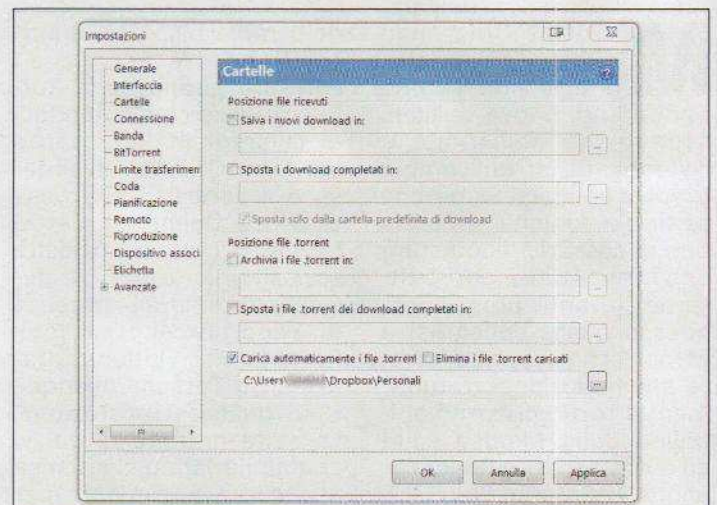 Impostazioni
Generale
Interfaccia
Cartelle
Connessione
Banda
BitTorrent
Limite trasferimen
Coda
Pianificazione
Remoto
Riproduzione
Dispositivo associ
Etichetta
Avanzate
Cartelle
Posizione file ricevuti
Salva i nuovi download in:
...
Sposta i download completati in:
...
Sposta solo dalla cartella predefinita di download
Posizione file .torrent
Archivia i file .torrent in:
...
Sposta i file .torrent dei download completati in:
...
Carica automaticamente i file .torrent Elimina i file .torrent caricati
C:\Users\ \Dropbox\Personali
...
OK Annulla Applica